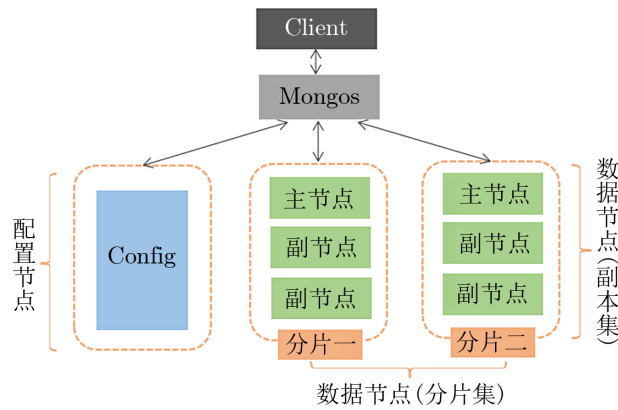 Client
Mongos
配置节点
Config
主节点
副节点
副节点
分片一
主节点
副节点
副节点
分片二
数据节点(副本集)
数据节点(分片集)